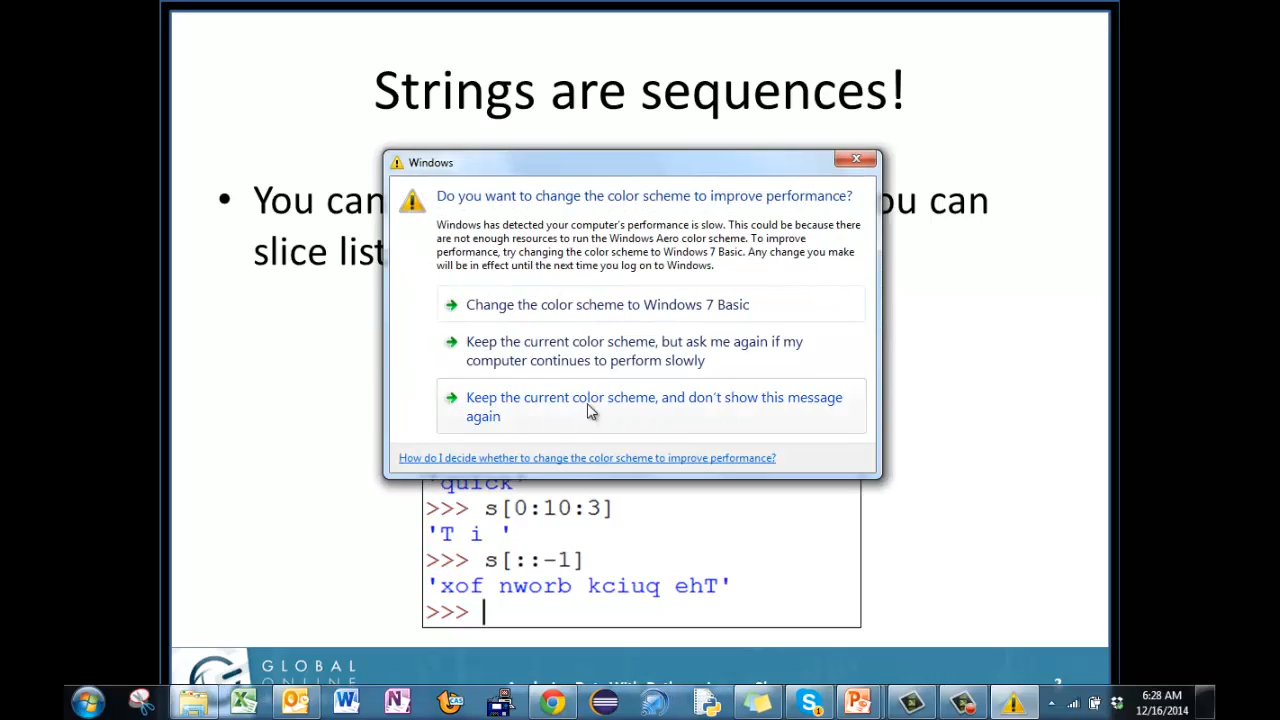 Strings are sequences!
Windows
Do you want to change the color scheme to improve performance?
• You can
ou can
Windows has detected your computer's performance is slow. This could be because there
are not enough resources to run the Windows Aero color scheme. To improve
performance, try changing the color scheme to Windows 7 Basic. Any change you make
will be in effect until the next time you log on to Windows.
slice list
Change the color scheme to Windows 7 Basic
Keep the current color scheme, but ask me again if my
computer continues to perform slowly
Keep the current color scheme, and don't show this message
again
How do I decide whether to change the color scheme to improve performance?
'quick'
>>> s[0:10:3]
'T i '
>>> s[::-1]
'xof nworb kciuq ehT'
>>>
GLOBAL
ONLINE
6:28 AM
12/16/2014